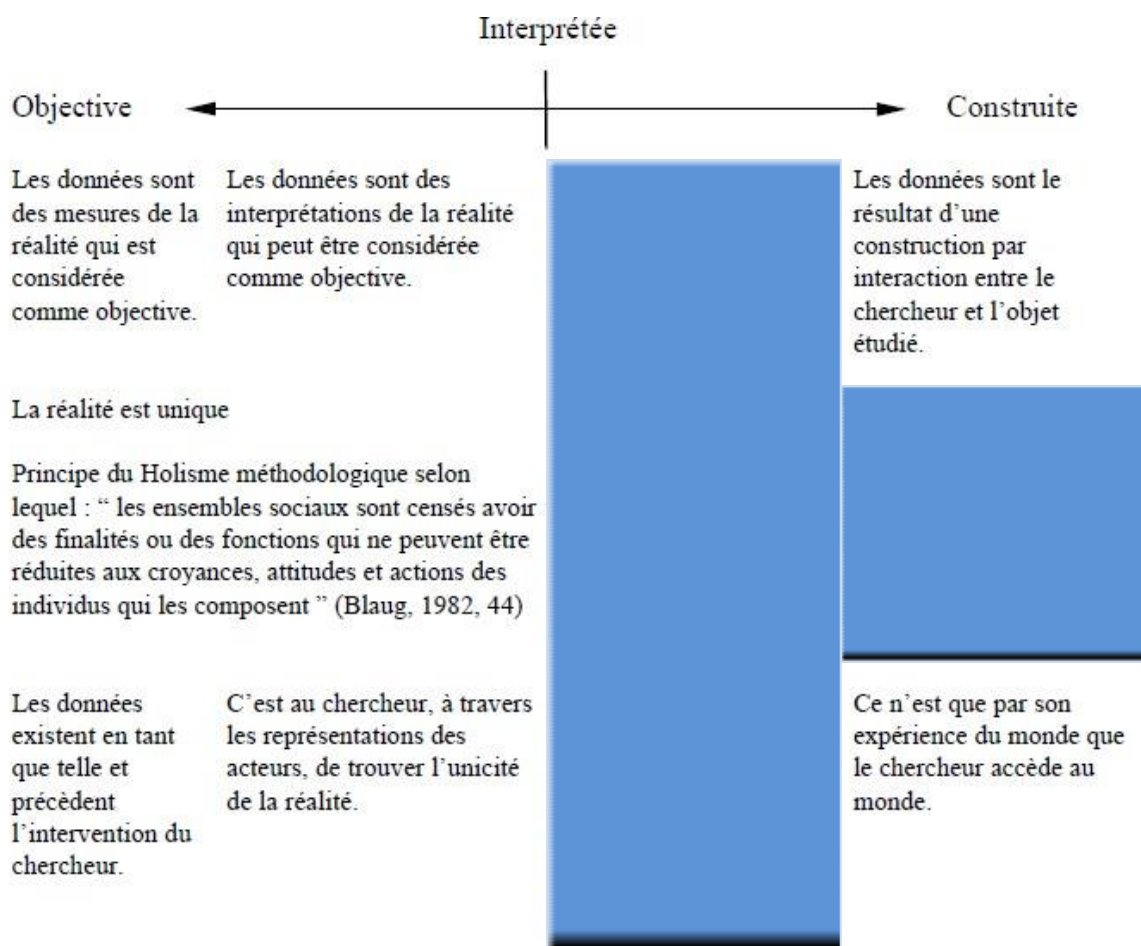 Interprétée
Objective
Construite
Les données sont
des mesures de la
réalité qui est
considérée
comme objective.
Les données sont des
interprétations de la réalité
qui peut être considérée
comme objective.
Les données sont le
résultat d’une
construction par
interaction entre le
chercheur et l’objet
étudié.
La réalité est unique
Principe du Holisme méthodologique selon
lequel : “ les ensembles sociaux sont censés avoir
des finalités ou des fonctions qui ne peuvent être
réduites aux croyances, attitudes et actions des
individus qui les composent ” (Blaug, 1982, 44)
Les données
existent en tant
que telle et
précèdent
l’intervention du
chercheur.
C’est au chercheur, à travers
les représentations des
acteurs, de trouver l’unicité
de la réalité.
Ce n’est que par son
expérience du monde que
le chercheur accède au
monde.